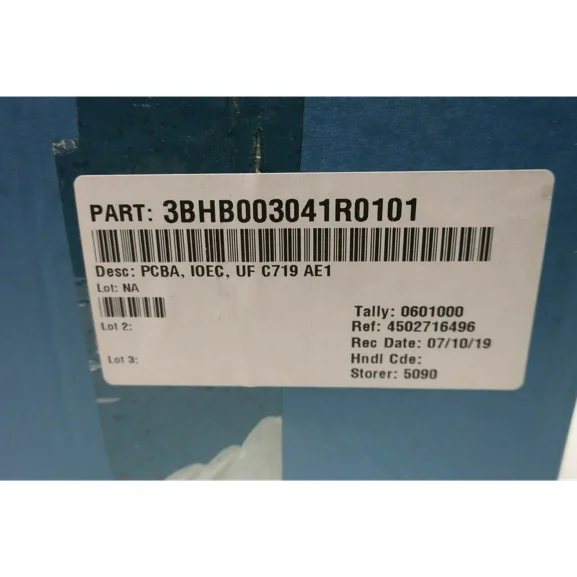 PART: 3BHB003041R0101
Desc: PCBA, IOEC, UF C719 AE1
Lot: NA
Lot 2:
Lot 3:
Tally: 0601000
Ref: 4502716496
Rec Date: 07/10/19
Hndl Cde:
Storer: 5090